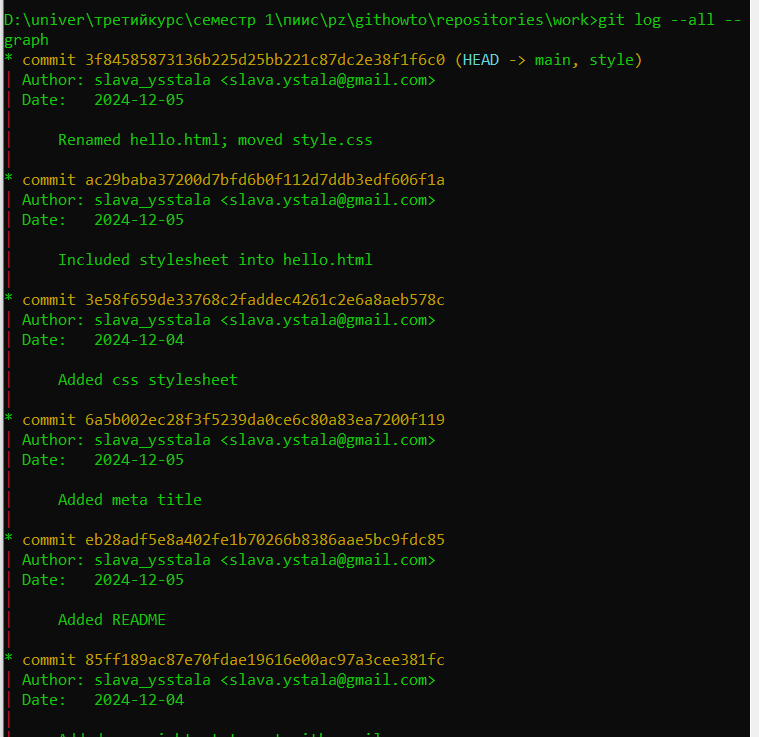 D:\univer\третийкурс\семестр 1\пиис\pz\githowto\repositories\work>git log --all --
graph
* commit 3f84585873136b225d25bb221c87dc2e38f1f6c0 (HEAD -> main, style)
| Author: slava_ysstala <slava.ystala@gmail.com>
| Date:   2024-12-05
|
|     Renamed hello.html; moved style.css
|
* commit ac29baba37200d7bfd6b0f112d7ddb3edf606f1a
| Author: slava_ysstala <slava.ystala@gmail.com>
| Date:   2024-12-05
|
|     Included stylesheet into hello.html
|
* commit 3e58f659de33768c2faddec4261c2e6a8aeb578c
| Author: slava_ysstala <slava.ystala@gmail.com>
| Date:   2024-12-04
|
|     Added css stylesheet
|
* commit 6a5b002ec28f3f5239da0ce6c80a83ea7200f119
| Author: slava_ysstala <slava.ystala@gmail.com>
| Date:   2024-12-05
|
|     Added meta title
|
* commit eb28adf5e8a402fe1b70266b8386aae5bc9fdc85
| Author: slava_ysstala <slava.ystala@gmail.com>
| Date:   2024-12-05
|
|     Added README
|
* commit 85ff189ac87e70fdae19616e00ac97a3cee381fc
| Author: slava_ysstala <slava.ystala@gmail.com>
| Date:   2024-12-04
|